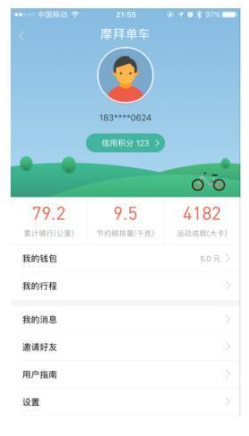 中国移动 21:55 87%
摩拜单车
183****0624
信用积分 123
79.2 9.5 4182
累计骑行(公里) 节约碳排量(千克) 运动成就(大卡)
我的钱包 5.0 元
我的行程
我的消息
邀请好友
用户指南
设置